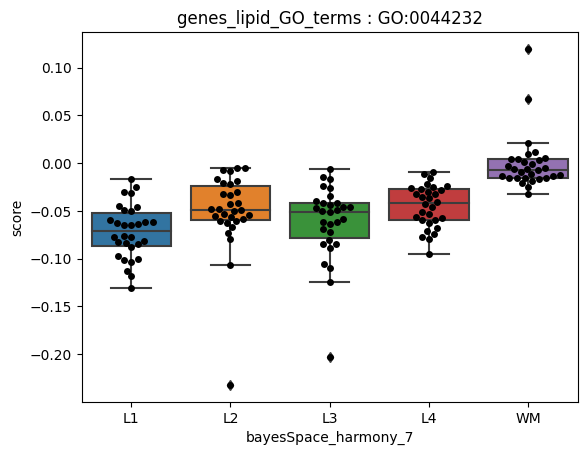 genes_lipid_GO_terms : GO:0044232
0.10
0.05
0.00
−0.05
−0.10
−0.15
−0.20
score
L1 L2 L3 L4 WM
bayesSpace_harmony_7